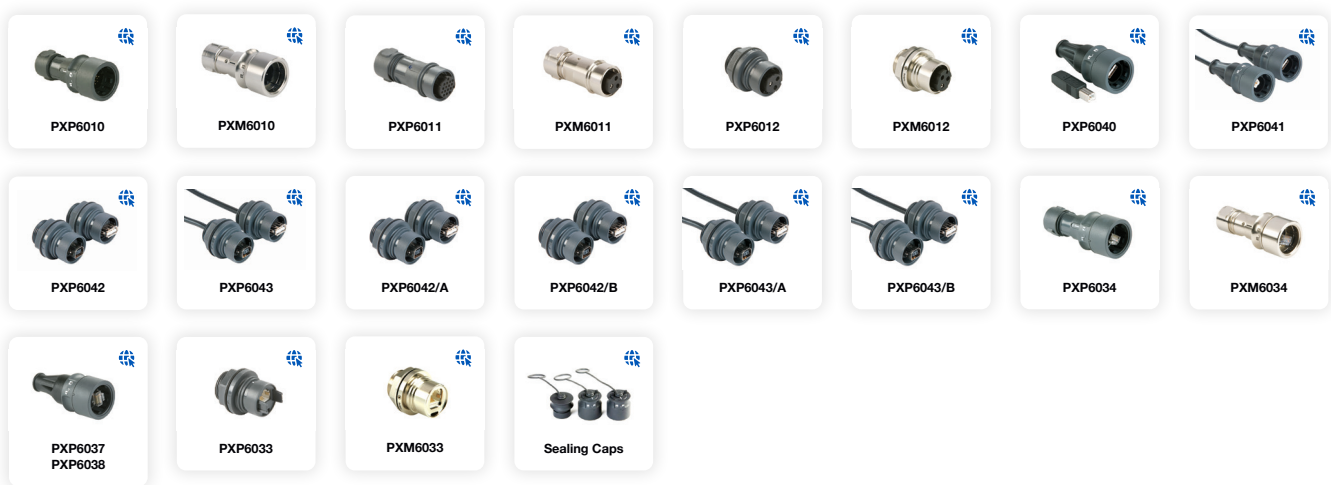 PXP6010
PXM6010
PXP6011
PXM6011
PXP6012
PXM6012
PXP6040
PXP6041
PXP6042
PXP6043
PXP6042/A
PXP6042/B
PXP6043/A
PXP6043/B
PXP6034
PXM6034
PXP6037
PXP6038
PXP6033
PXM6033
Sealing Caps